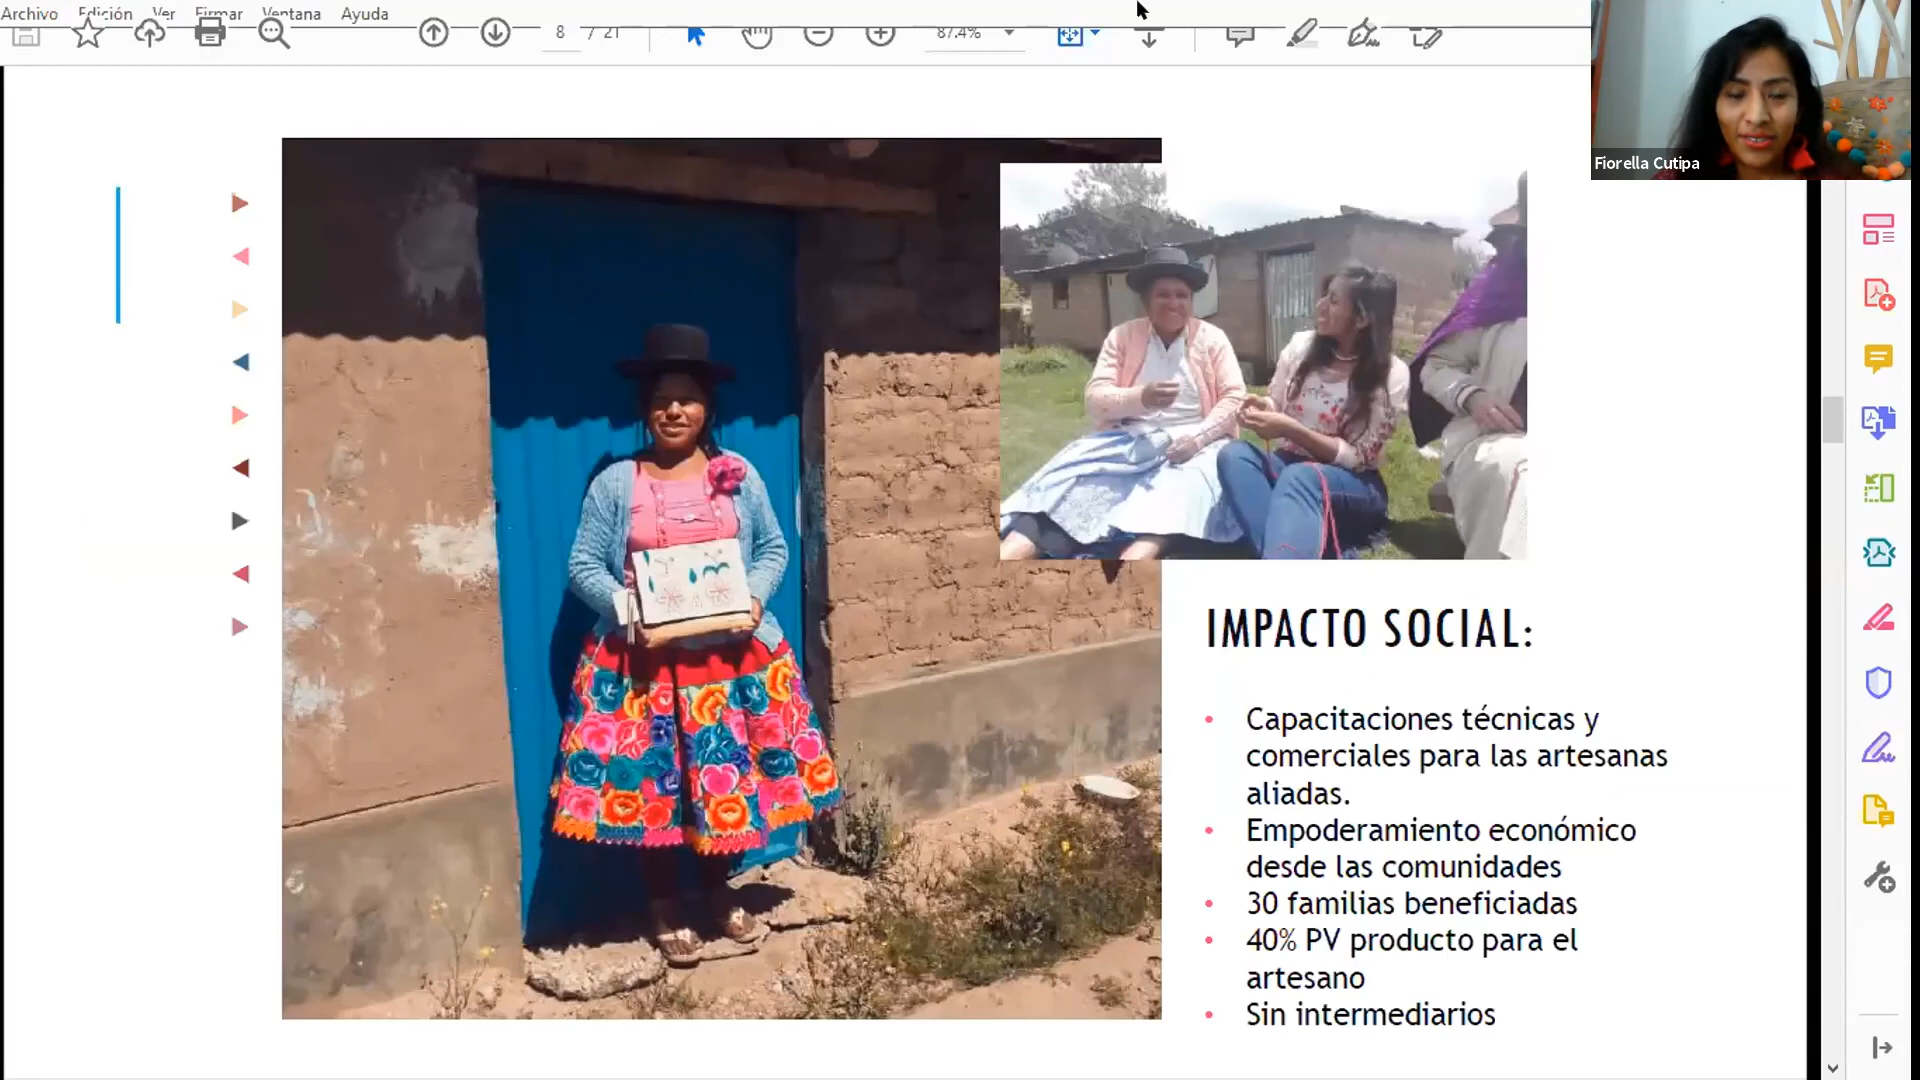 Archivo Edición Ver Firmar Ventana Ayuda
8 / 21 87.4%
Fiorella Cutipa
IMPACTO SOCIAL:
• Capacitaciones técnicas y
comerciales para las artesanas
aliadas.
• Empoderamiento económico
desde las comunidades
• 30 familias beneficiadas
• 40% PV producto para el
artesano
• Sin intermediarios